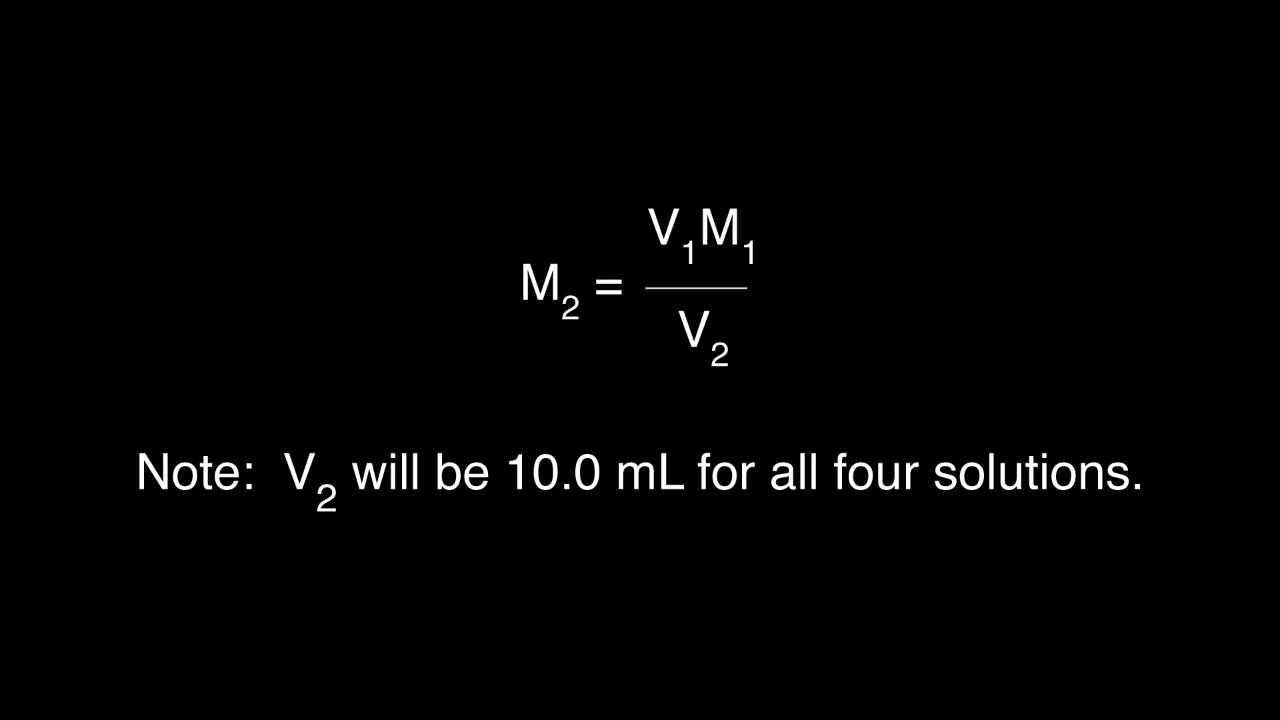 M₂ = V₁M₁
V₂
Note: V₂ will be 10.0 mL for all four solutions.